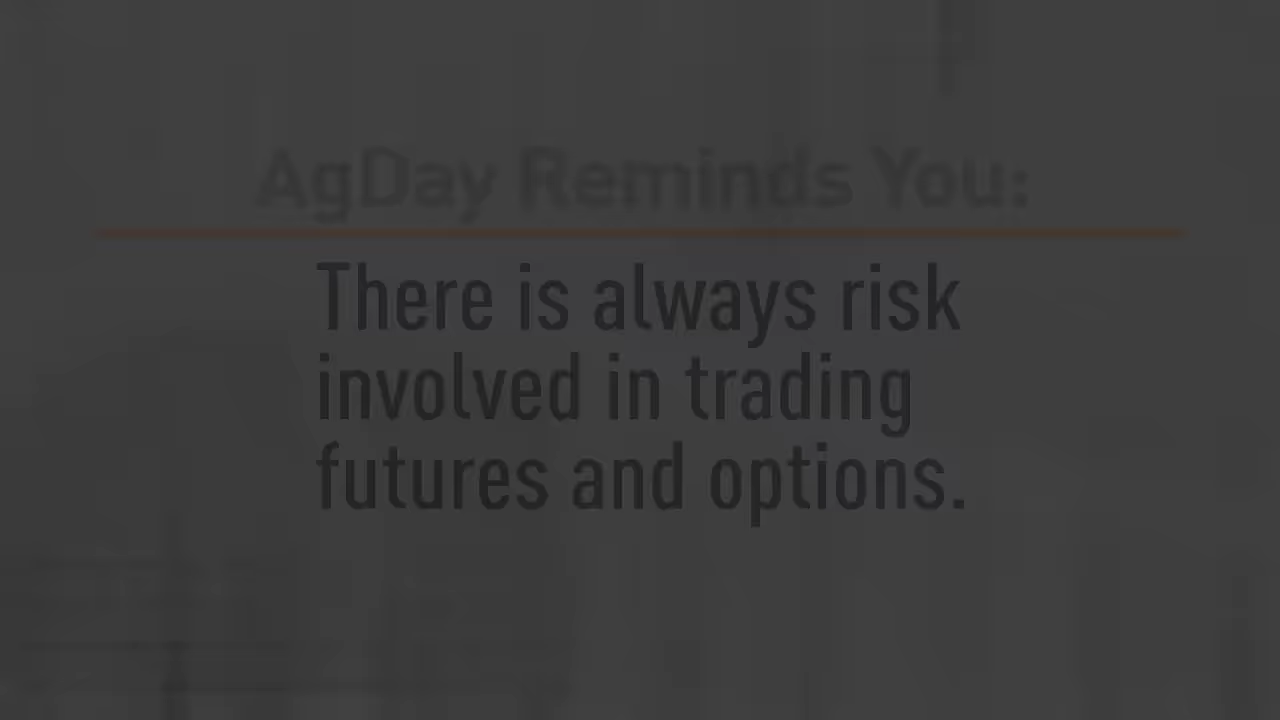 AgDay Reminds You:
There is always risk
involved in trading
futures and options.